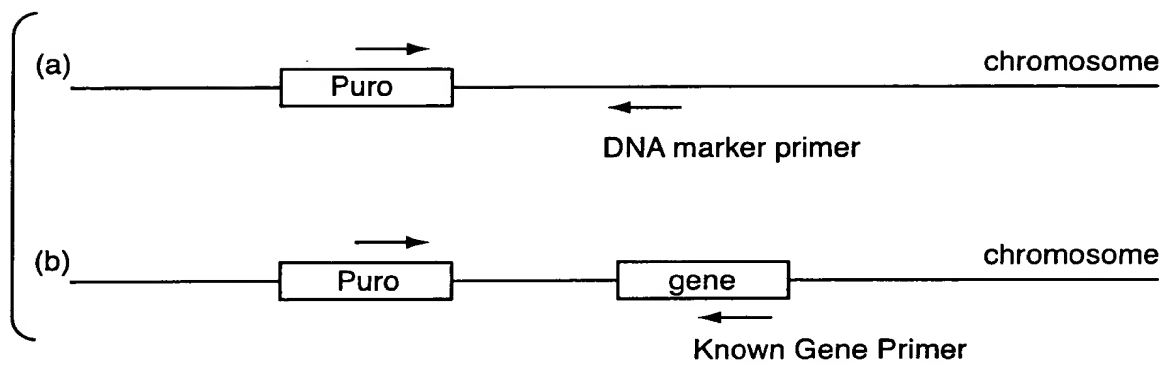 (a)
Puro
chromosome
DNA marker primer
(b)
Puro
gene
chromosome
Known Gene Primer